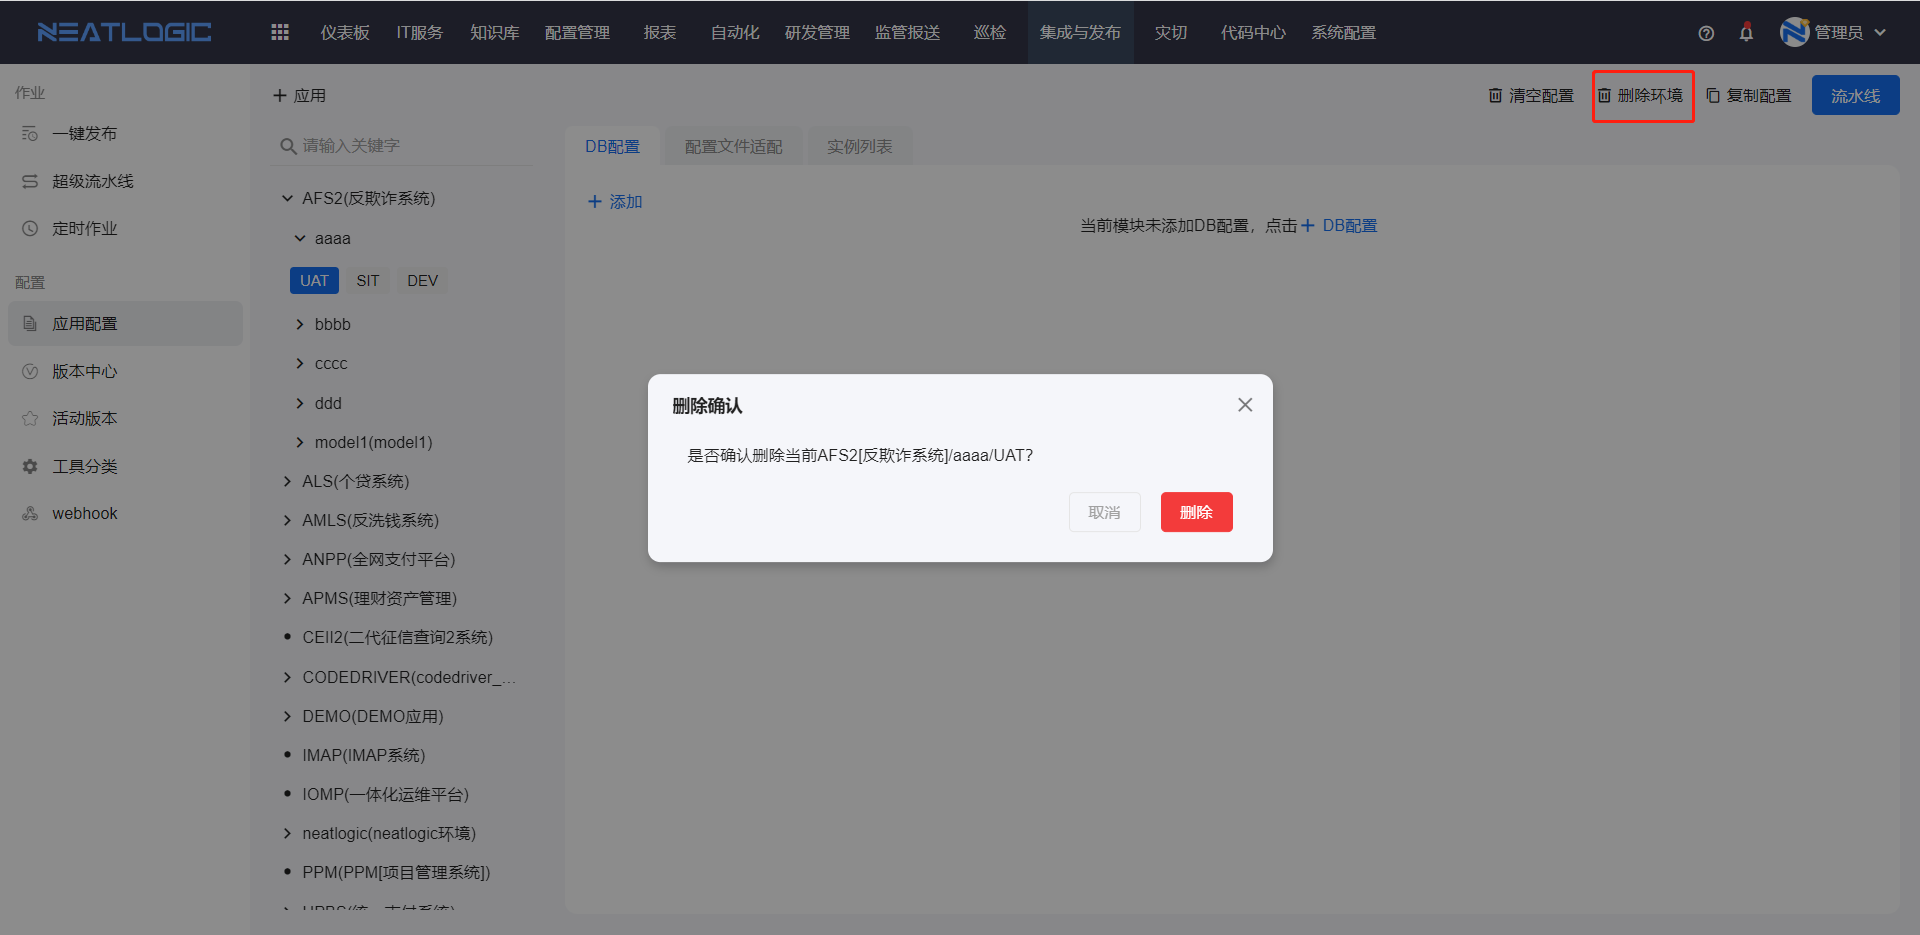 NEATLOGIC
仪表板 IT服务 知识库 配置管理 报表 自动化 研发管理 监管报送 巡检 集成与发布 灾切 代码中心 系统配置
管理员
作业
一键发布
超级流水线
定时作业
配置
应用配置
版本中心
活动版本
工具分类
webhook
应用
清空配置 删除环境 复制配置 流水线
请输入关键字
AFS2(反欺诈系统)
aaaa
UAT SIT DEV
bbbb
cccc
ddd
model1(model1)
ALS(个贷系统)
AMLS(反洗钱系统)
ANPP(全网支付平台)
APMS(理财资产管理)
CEII2(二代征信查询2系统)
CODEDRIVER(codedriver_...
DEMO(DEMO应用)
IMAP(IMAP系统)
IOMP(一体化运维平台)
neatlogic(neatlogic环境)
PPM(PPM[项目管理系统])
DB配置 配置文件适配 实例列表
添加
当前模块未添加DB配置，点击 + DB配置
删除确认
是否确认删除当前AFS2[反欺诈系统]/aaaa/UAT?
取消 删除